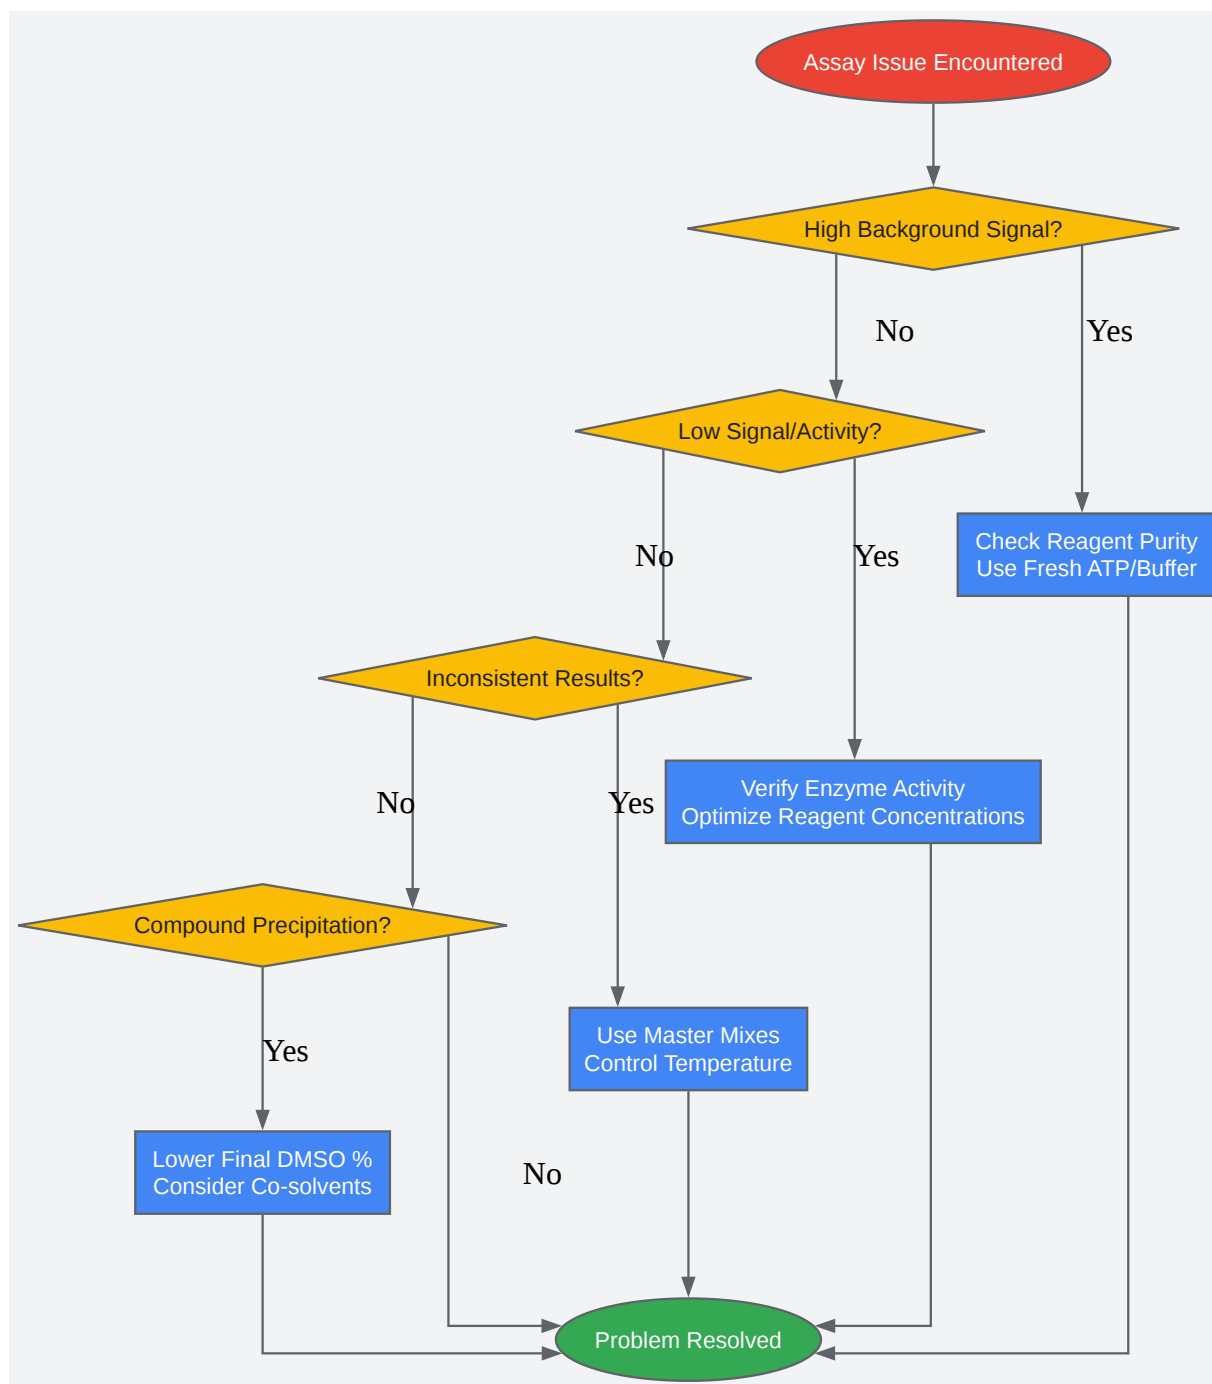 Assay Issue Encountered
High Background Signal?
No
Yes
Low Signal/Activity?
Check Reagent Purity
Use Fresh ATP/Buffer
No
Yes
Inconsistent Results?
Verify Enzyme Activity
Optimize Reagent Concentrations
No
Yes
Compound Precipitation?
Use Master Mixes
Control Temperature
Yes
Lower Final DMSO %
Consider Co-solvents
No
Problem Resolved